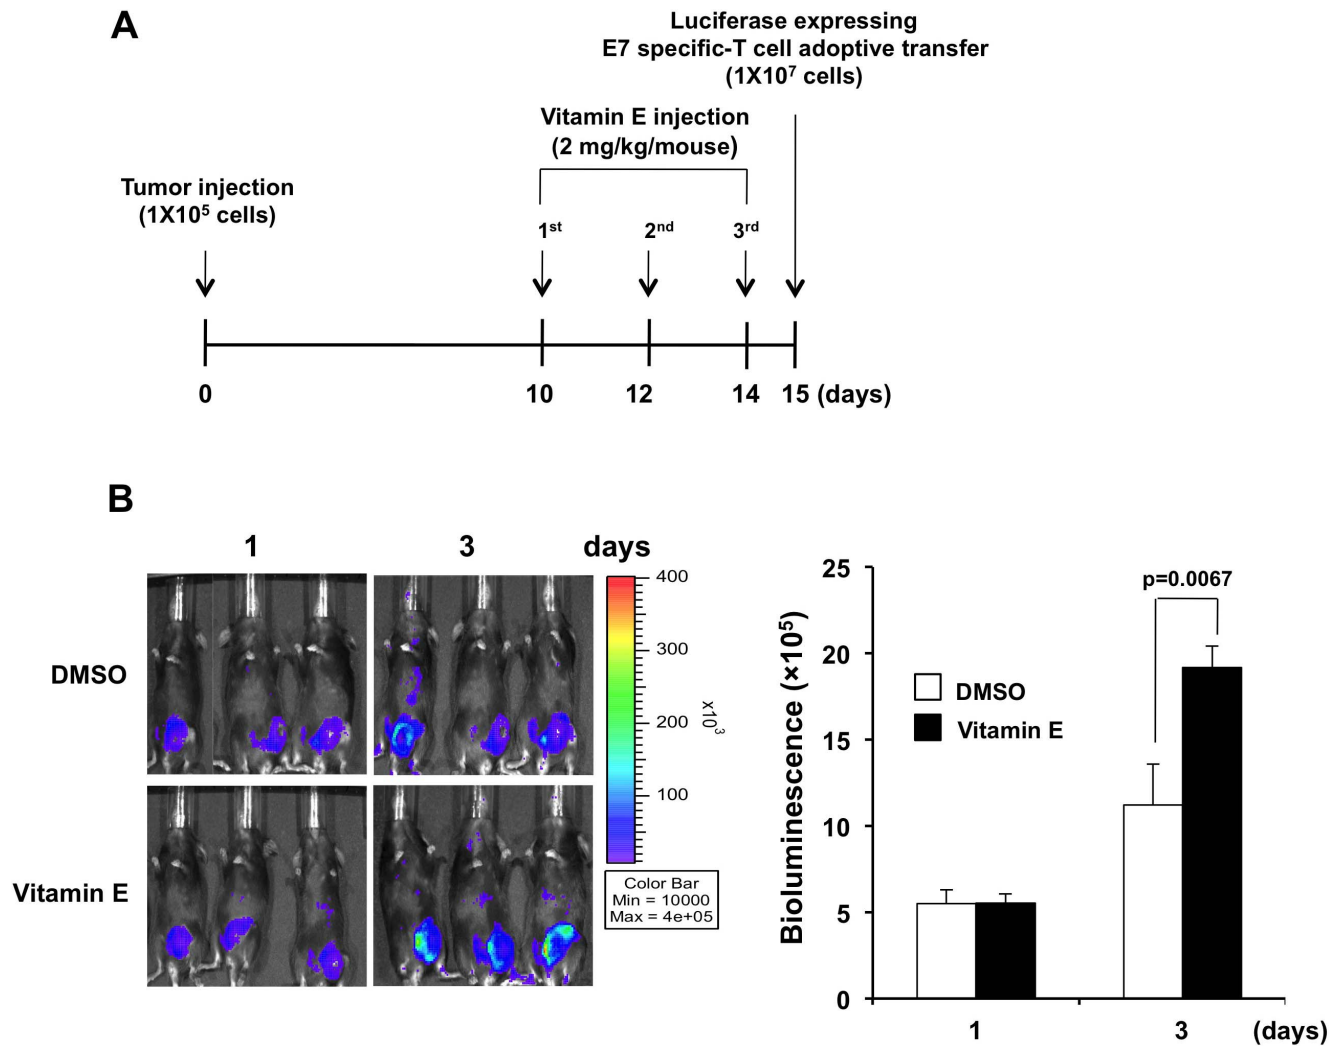 A
Luciferase expressing
E7 specific-T cell adoptive transfer
(1X10⁷ cells)
Vitamin E injection
(2 mg/kg/mouse)
Tumor injection
(1X10⁵ cells)
1st 2nd 3rd
0 10 12 14 15 (days)
B
1 3 days
DMSO
Vitamin E
400
300
200
100
x10³
Color Bar
Min = 10000
Max = 4e+05
Bioluminescence (×10⁵)
25
20
15
10
5
0
p=0.0067
DMSO
Vitamin E
1 3 (days)